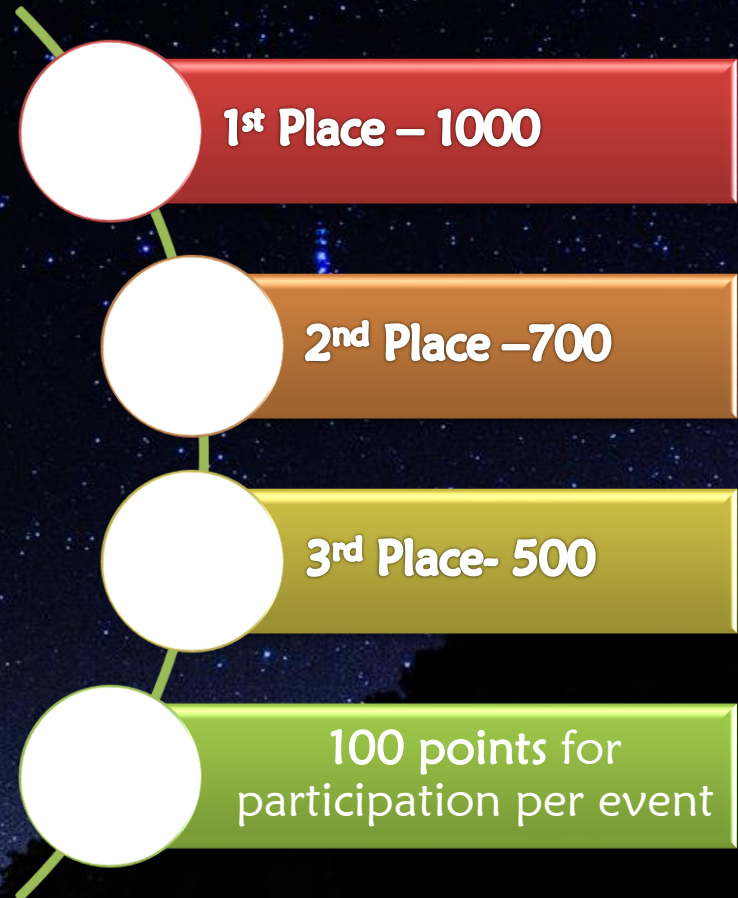 1st Place – 1000
2nd Place –700
3rd Place- 500
100 points for
participation per event